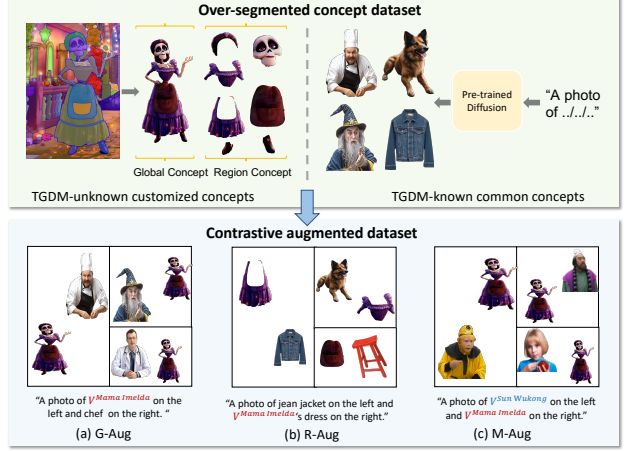 Over-segmented concept dataset
Pre-trained
Diffusion
“A photo
of ../../..”
Global Concept
Region Concept
TGDM-unknown customized concepts
TGDM-known common concepts
Contrastive augmented dataset
“A photo of V^Mama Imelda on the
left and chef on the right. “
“A photo of jean jacket on the left and
V^Mama Imelda’s dress on the right.”
“A photo of V^Sun Wukong on the left
and V^Mama Imelda on the right.”
(a) G-Aug
(b) R-Aug
(c) M-Aug